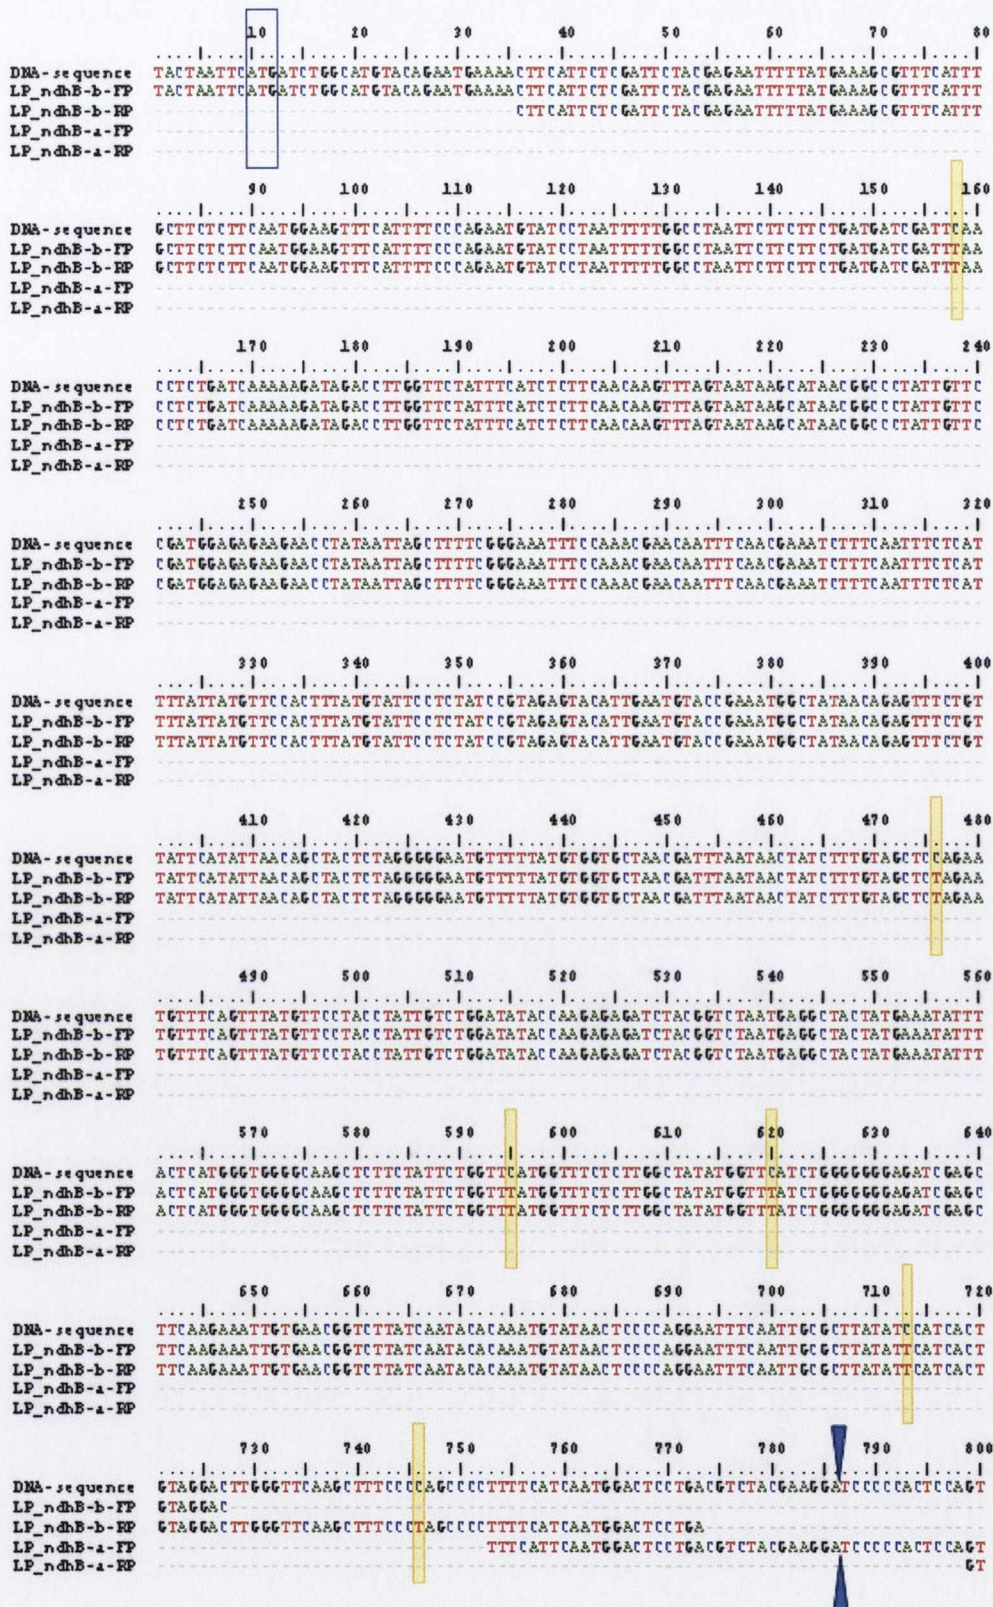 10 20 30 40 50 60 70 80
DNA-sequence TACTAATTCATGATCTGGCATGTACAGAATGAAAACTTCATTCTCGATTCTACGAGAATTTTTATGAAAGCGTTTCATTT
LP_ndhB-b-FP TACTAATTCATGATCTGGCATGTACAGAATGAAAACTTCATTCTCGATTCTACGAGAATTTTTATGAAAGCGTTTCATTT
LP_ndhB-b-RP CTTCATTCTCGATTCTACGAGAATTTTTATGAAAGCGTTTCATTT
LP_ndhB-a-FP
LP_ndhB-a-RP
90 100 110 120 130 140 150 160
DNA-sequence GCTTCTCTTCAATGGAAGTTTCATTTTCCCAGAATGTATCCTAATTTTTGGCCTAATTCTTCTTCTGATGATCGATTCAA
LP_ndhB-b-FP GCTTCTCTTCAATGGAAGTTTCATTTTCCCAGAATGTATCCTAATTTTTGGCCTAATTCTTCTTCTGATGATCGATTTAA
LP_ndhB-b-RP GCTTCTCTTCAATGGAAGTTTCATTTTCCCAGAATGTATCCTAATTTTTGGCCTAATTCTTCTTCTGATGATCGATTTAA
LP_ndhB-a-FP
LP_ndhB-a-RP
170 180 190 200 210 220 230 240
DNA-sequence CCTCTGATCAAAAAGATAGACCTTGGTTCTATTTCATCTCTTCAACAAGTTTAGTAATAAGCATAACGGCCCTATTGTTC
LP_ndhB-b-FP CCTCTGATCAAAAAGATAGACCTTGGTTCTATTTCATCTCTTCAACAAGTTTAGTAATAAGCATAACGGCCCTATTGTTC
LP_ndhB-b-RP CCTCTGATCAAAAAGATAGACCTTGGTTCTATTTCATCTCTTCAACAAGTTTAGTAATAAGCATAACGGCCCTATTGTTC
LP_ndhB-a-FP
LP_ndhB-a-RP
250 260 270 280 290 300 310 320
DNA-sequence CGATGGAGAGAAGAACCTATAATTAGCTTTTCGGGAAATTTCCAAACGAACAATTTCAACGAAATCTTTCAATTTCTCAT
LP_ndhB-b-FP CGATGGAGAGAAGAACCTATAATTAGCTTTTCGGGAAATTTCCAAACGAACAATTTCAACGAAATCTTTCAATTTCTCAT
LP_ndhB-b-RP CGATGGAGAGAAGAACCTATAATTAGCTTTTCGGGAAATTTCCAAACGAACAATTTCAACGAAATCTTTCAATTTCTCAT
LP_ndhB-a-FP
LP_ndhB-a-RP
330 340 350 360 370 380 390 400
DNA-sequence TTTATTATGTTCCACTTTATGTATTCCTCTATCCGTAGAGTACATTGAATGTACCGAAATGGCTATAACAGAGTTTCTGT
LP_ndhB-b-FP TTTATTATGTTCCACTTTATGTATTCCTCTATCCGTAGAGTACATTGAATGTACCGAAATGGCTATAACAGAGTTTCTGT
LP_ndhB-b-RP TTTATTATGTTCCACTTTATGTATTCCTCTATCCGTAGAGTACATTGAATGTACCGAAATGGCTATAACAGAGTTTCTGT
LP_ndhB-a-FP
LP_ndhB-a-RP
410 420 430 440 450 460 470 480
DNA-sequence TATTCATATTAACAGCTACTCTAGGGGGAATGTTTTTATGTGGTGCTAACGATTTAATAACTATCTTTGTAGCTCCAGAA
LP_ndhB-b-FP TATTCATATTAACAGCTACTCTAGGGGGAATGTTTTTATGTGGTGCTAACGATTTAATAACTATCTTTGTAGCTCTAGAA
LP_ndhB-b-RP TATTCATATTAACAGCTACTCTAGGGGGAATGTTTTTATGTGGTGCTAACGATTTAATAACTATCTTTGTAGCTCTAGAA
LP_ndhB-a-FP
LP_ndhB-a-RP
490 500 510 520 530 540 550 560
DNA-sequence TGTTTCAGTTTATGTTCCTACCTATTGTCTGGATATACCAAGAGAGATCTACGGTCTAATGAGGCTACTATGAAATATTT
LP_ndhB-b-FP TGTTTCAGTTTATGTTCCTACCTATTGTCTGGATATACCAAGAGAGATCTACGGTCTAATGAGGCTACTATGAAATATTT
LP_ndhB-b-RP TGTTTCAGTTTATGTTCCTACCTATTGTCTGGATATACCAAGAGAGATCTACGGTCTAATGAGGCTACTATGAAATATTT
LP_ndhB-a-FP
LP_ndhB-a-RP
570 580 590 600 610 620 630 640
DNA-sequence ACTCATGGGTGGGGCAAGCTCTTCTATTCTGGTTCATGGTTTCTCTTGGCTATATGGTTCATCTGGGGGGGAGATCGAGC
LP_ndhB-b-FP ACTCATGGGTGGGGCAAGCTCTTCTATTCTGGTTTATGGTTTCTCTTGGCTATATGGTTTATCTGGGGGGGAGATCGAGC
LP_ndhB-b-RP ACTCATGGGTGGGGCAAGCTCTTCTATTCTGGTTTATGGTTTCTCTTGGCTATATGGTTTATCTGGGGGGGAGATCGAGC
LP_ndhB-a-FP
LP_ndhB-a-RP
650 660 670 680 690 700 710 720
DNA-sequence TTCAAGAAATTGTGAACGGTCTTATCAATACACAAATGTATAACTCCCCAGGAATTTCAATTGCGCTTATATCCATCACT
LP_ndhB-b-FP TTCAAGAAATTGTGAACGGTCTTATCAATACACAAATGTATAACTCCCCAGGAATTTCAATTGCGCTTATATTCATCACT
LP_ndhB-b-RP TTCAAGAAATTGTGAACGGTCTTATCAATACACAAATGTATAACTCCCCAGGAATTTCAATTGCGCTTATATTCATCACT
LP_ndhB-a-FP
LP_ndhB-a-RP
730 740 750 760 770 780 790 800
DNA-sequence GTAGGACTTGGGTTCAAGCTTTCCCCAGCCCCTTTTCATCAATGGACTCCTGACGTCTACGAAGGATCCCCCACTCCAGT
LP_ndhB-b-FP GTAGGAC
LP_ndhB-b-RP GTAGGACTTGGGTTCAAGCTTTCCCTAGCCCCTTTTCATCAATGGACTCCTGA
LP_ndhB-a-FP TTTCATTCAATGGACTCCTGACGTCTACGAAGGATCCCCCACTCCAGT
LP_ndhB-a-RP GT